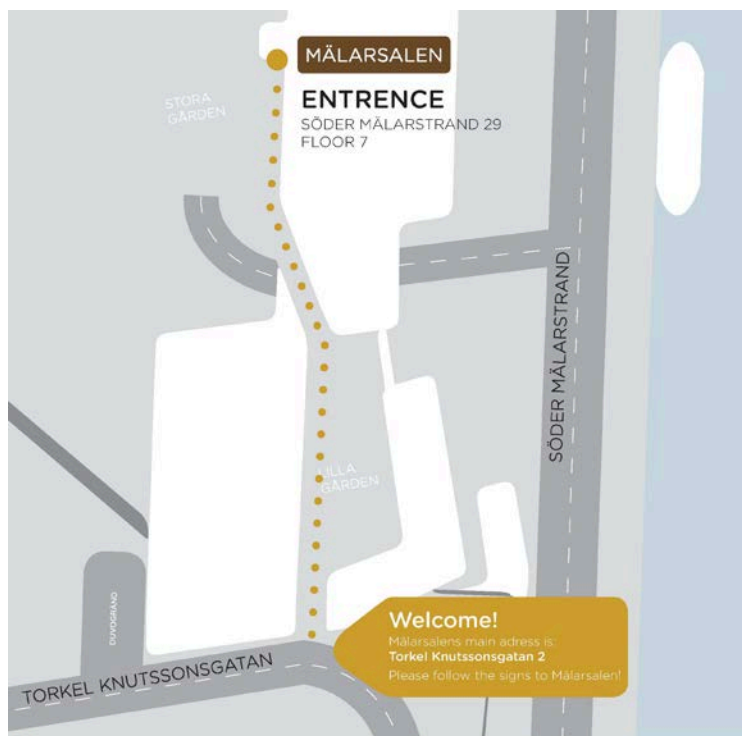 MÄLARSALEN
ENTRENCE
SÖDER MÄLARSTRAND 29
FLOOR 7
STORA
GÅRDEN
SÖDER MÄLARSTRAND
LILLA
GÅRDEN
DUVOGRÄND
Welcome!
Mälarsalens main adress is:
Torkel Knutssonsgatan 2
Please follow the signs to Mälarsalen!
TORKEL KNUTSSONSGATAN